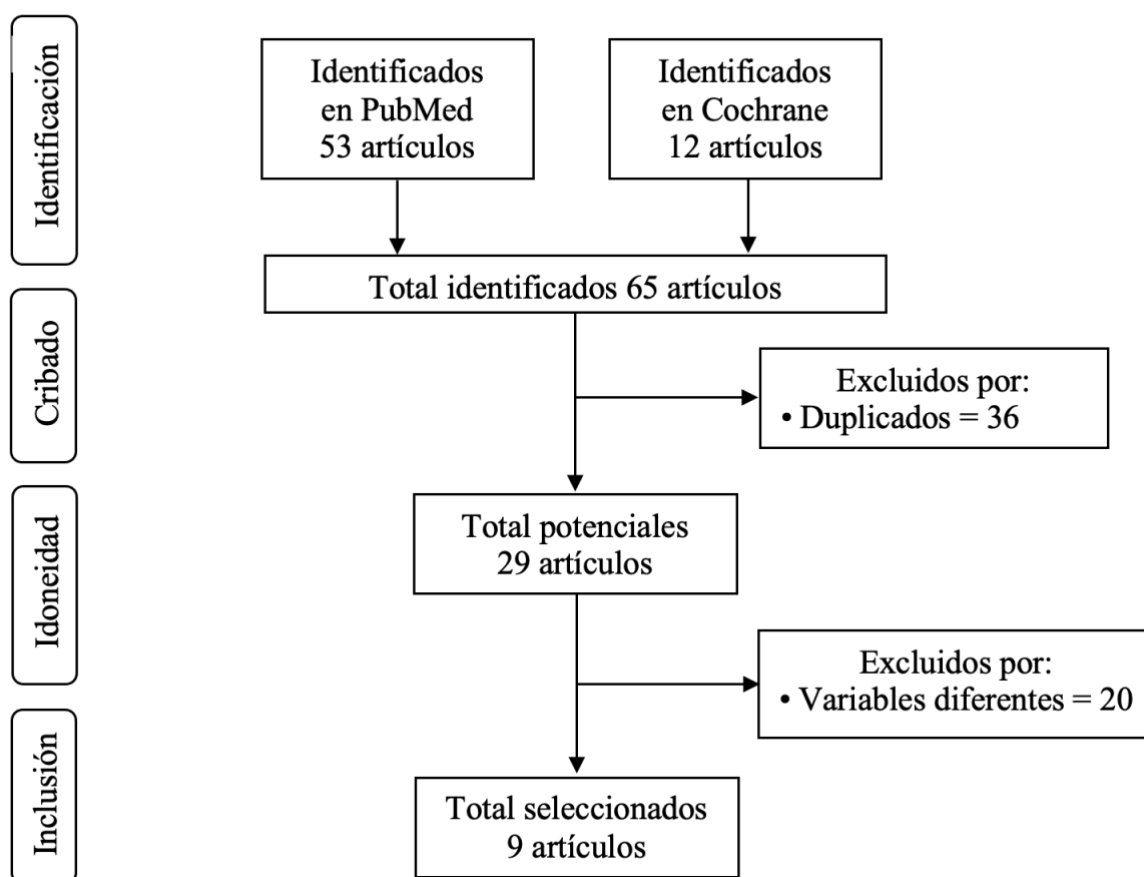 Identificación
Identificados
en PubMed
53 artículos
Identificados
en Cochrane
12 artículos
Total identificados 65 artículos
Cribado
Excluidos por:
• Duplicados = 36
Idoneidad
Total potenciales
29 artículos
Excluidos por:
• Variables diferentes = 20
Inclusión
Total seleccionados
9 artículos